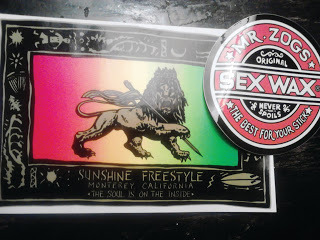 SUNSHINE FREESTYLE
MONTEREY, CALIFORNIA
•THE SOUL IS ON THE INSIDE•
MR. ZOGS
ORIGINAL
SEX WAX
NEVER
SPOILS
THE BEST FOR YOUR STICK